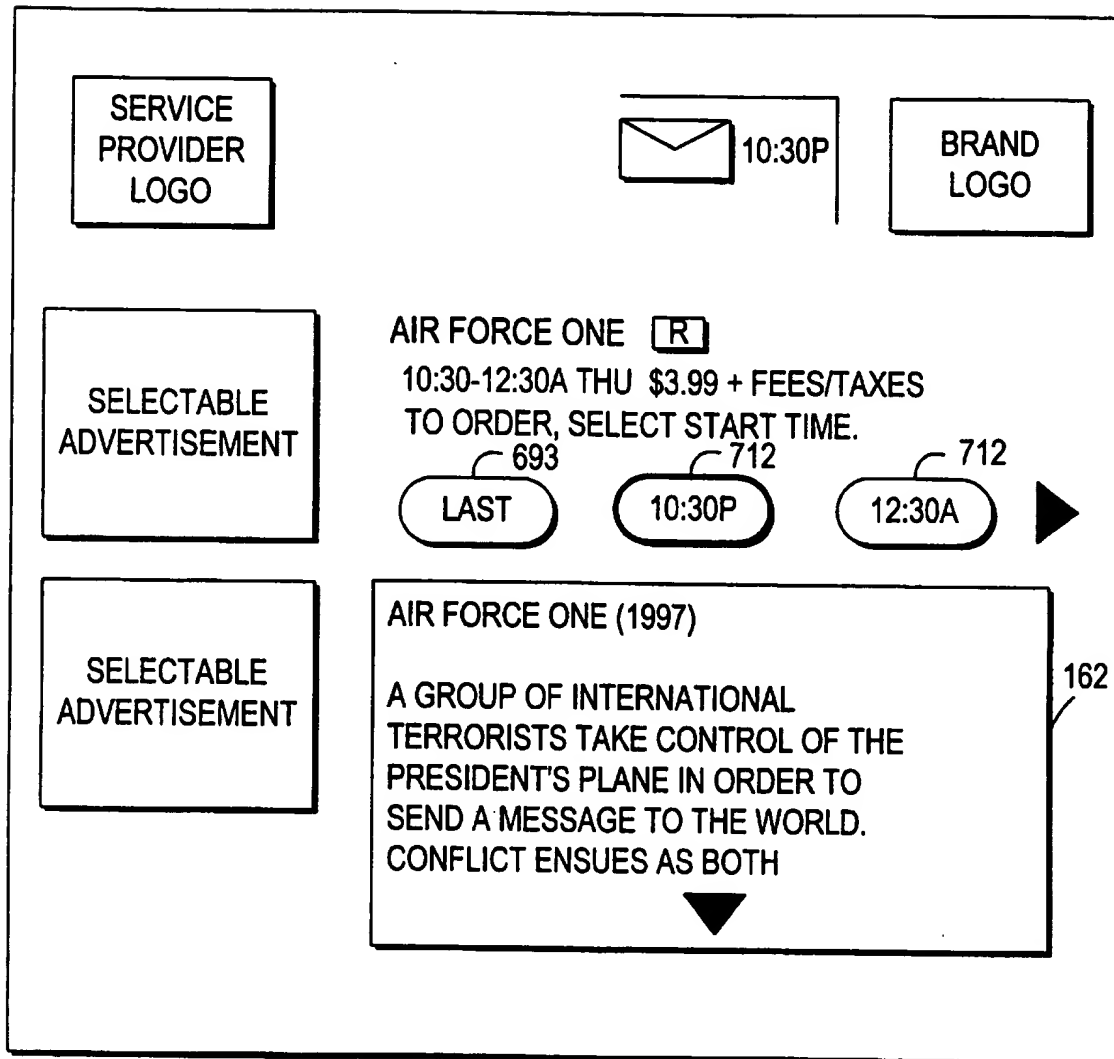 SERVICE
PROVIDER
LOGO
10:30P
BRAND
LOGO
SELECTABLE
ADVERTISEMENT
AIR FORCE ONE R
10:30-12:30A THU $3.99 + FEES/TAXES
TO ORDER, SELECT START TIME.
693 712 712
LAST 10:30P 12:30A
SELECTABLE
ADVERTISEMENT
AIR FORCE ONE (1997)
A GROUP OF INTERNATIONAL
TERRORISTS TAKE CONTROL OF THE
PRESIDENT'S PLANE IN ORDER TO
SEND A MESSAGE TO THE WORLD.
CONFLICT ENSUES AS BOTH
162